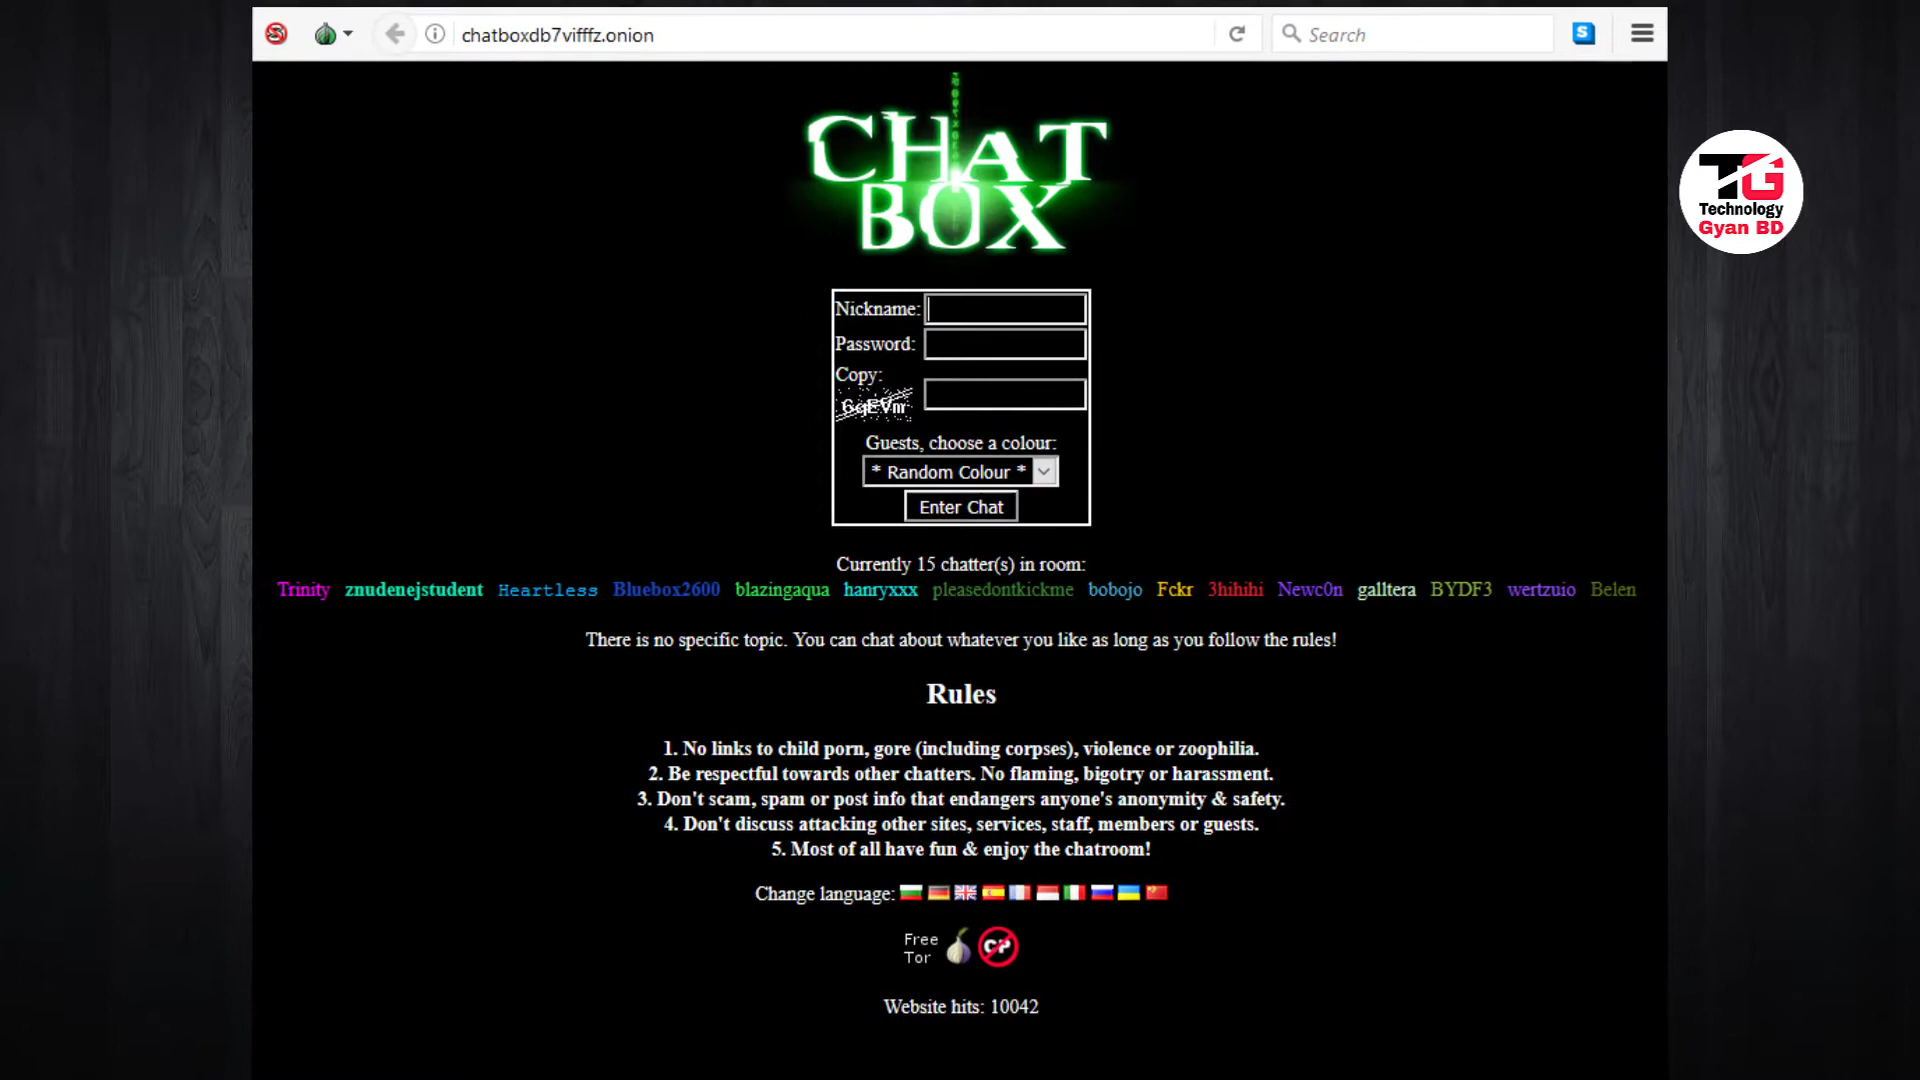 chatboxdb7vifffz.onion
Search
S
CHAT
BOX
TG
Technology
Gyan BD
Nickname:
Password:
Copy:
Guests, choose a colour:
* Random Colour *
Enter Chat
Currently 15 chatter(s) in room:
Trinity znudenejstudent Heartless Bluebox2600 blazingaqua hanryxxx pleasedontkickme bobojo Fckr 3hihihi Newc0n galltera BYDF3 wertzuio Belen
There is no specific topic. You can chat about whatever you like as long as you follow the rules!
Rules
1. No links to child porn, gore (including corpses), violence or zoophilia.
2. Be respectful towards other chatters. No flaming, bigotry or harassment.
3. Don't scam, spam or post info that endangers anyone's anonymity & safety.
4. Don't discuss attacking other sites, services, staff, members or guests.
5. Most of all have fun & enjoy the chatroom!
Change language:
Free
Tor
CP
Website hits: 10042